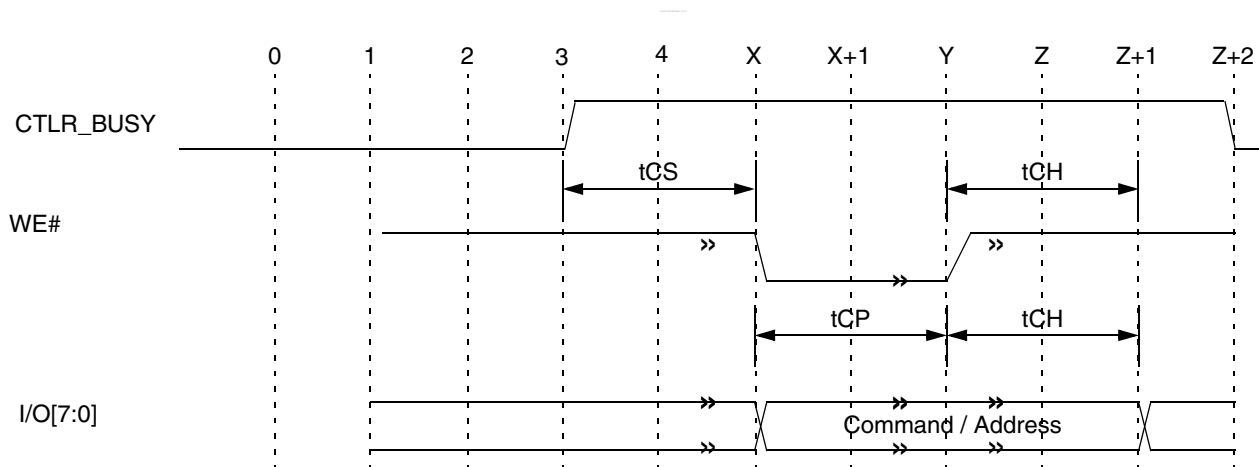 0 1 2 3 4 X X+1 Y Z Z+1 Z+2
CTLR_BUSY
tCS tCH
WE#
» »
»
tCP tCH
I/O[7:0]
» » »
Command / Address
» » »